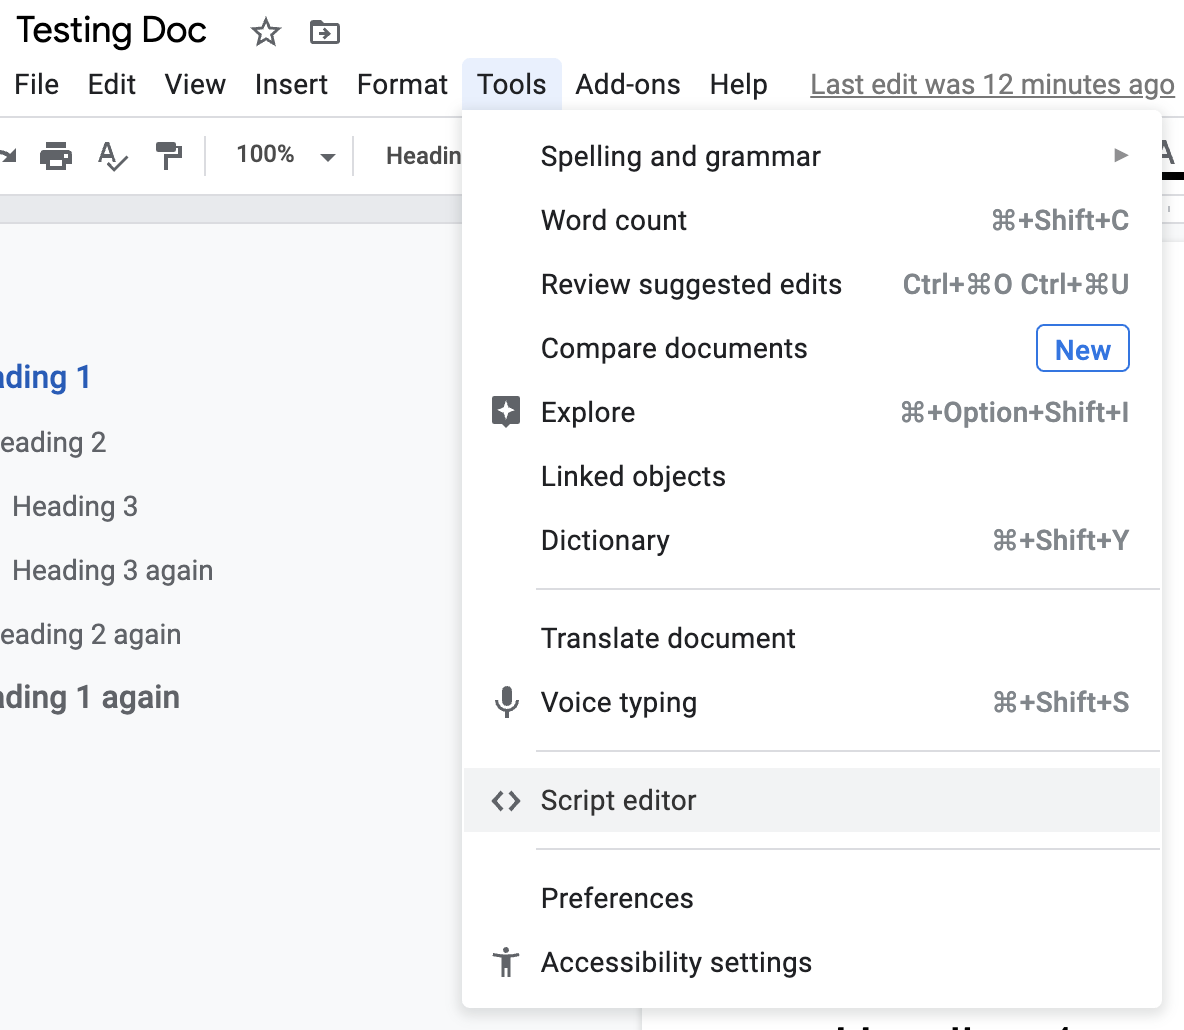 Testing Doc
File Edit View Insert Format Tools Add-ons Help Last edit was 12 minutes ago
100% Headin
Spelling and grammar
Word count ⌘+Shift+C
Review suggested edits Ctrl+⌘O Ctrl+⌘U
Compare documents New
Explore ⌘+Option+Shift+I
Linked objects
Dictionary ⌘+Shift+Y
Translate document
Voice typing ⌘+Shift+S
Script editor
Preferences
Accessibility settings
ading 1
eading 2
Heading 3
Heading 3 again
eading 2 again
ading 1 again